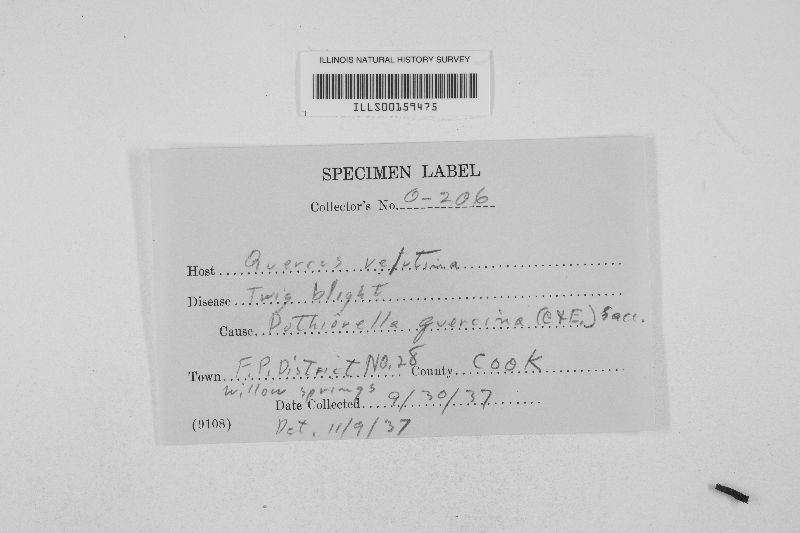 ILLINOIS NATURAL HISTORY SURVEY
ILLS00159475
SPECIMEN LABEL
Collector's No. O-206
Host Quercus velutina
Disease Twig blight
Cause Dothiorella quercina (C&E.) Sacc.
Town F.P. District No. 28 County COOK
Willow Springs
Date Collected 9/30/37
(9108) Det. 11/9/37